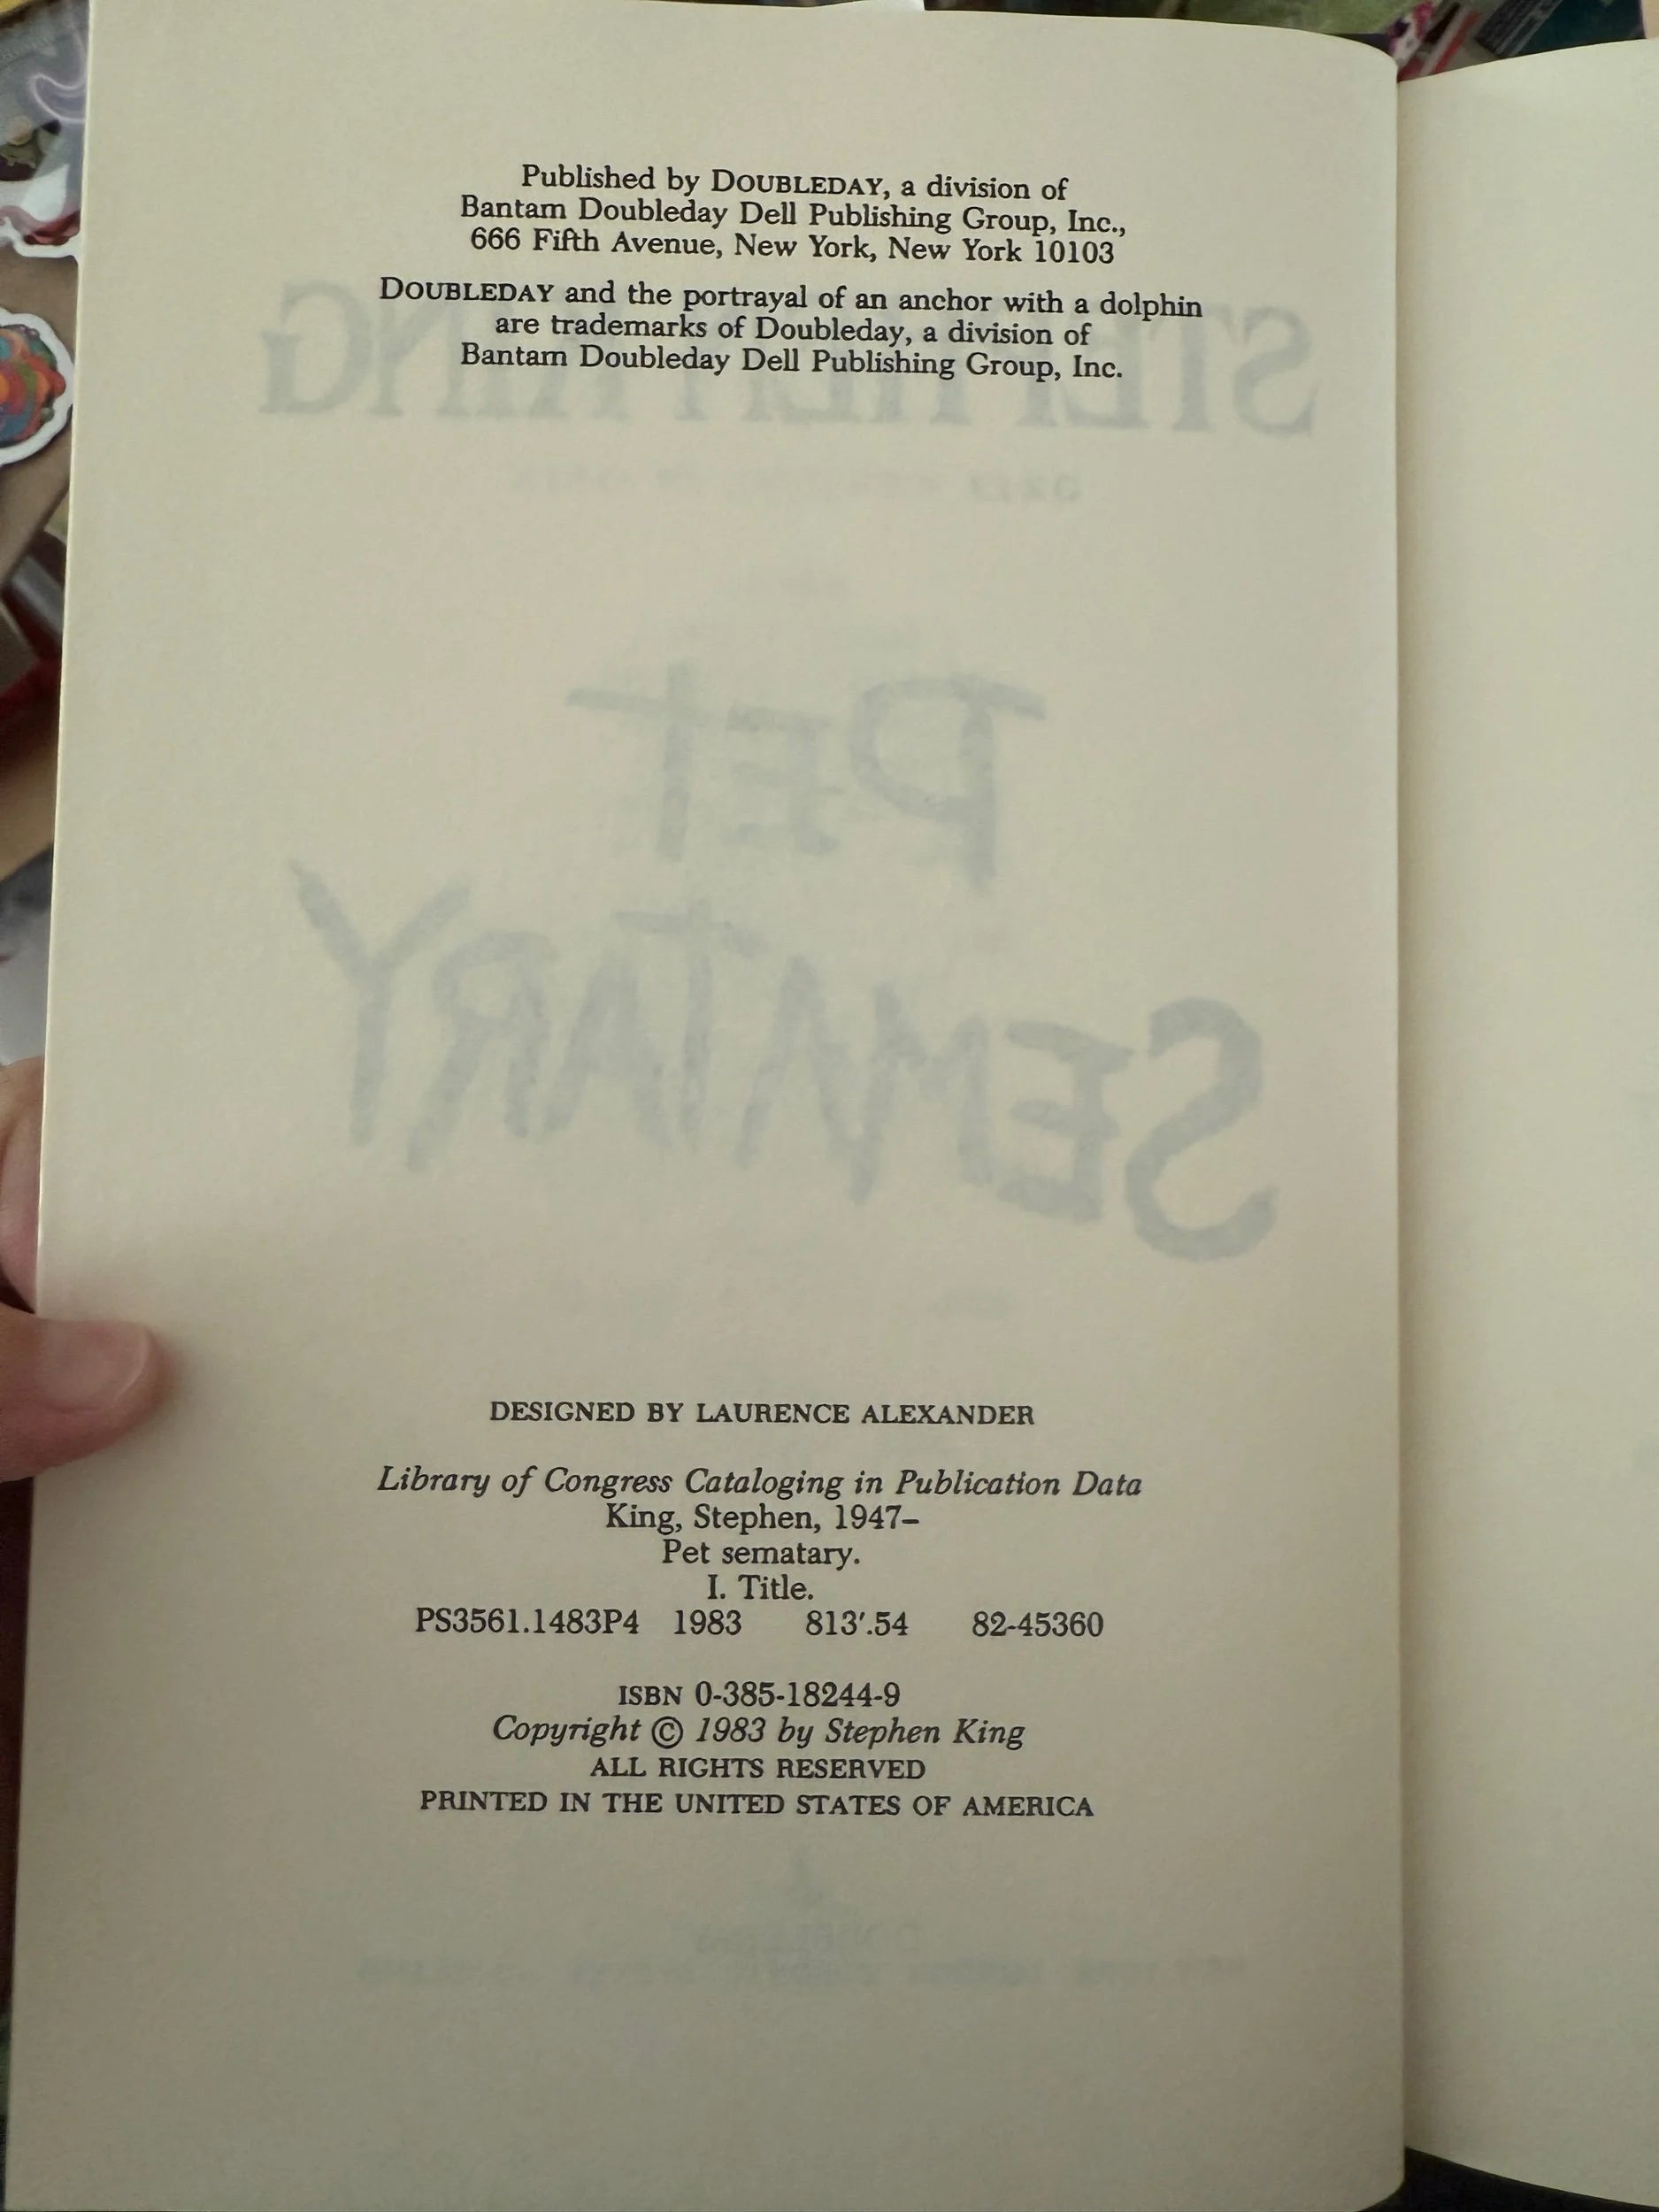 Published by DOUBLEDAY, a division of
Bantam Doubleday Dell Publishing Group, Inc.,
666 Fifth Avenue, New York, New York 10103
DOUBLEDAY and the portrayal of an anchor with a dolphin
are trademarks of Doubleday, a division of
Bantam Doubleday Dell Publishing Group, Inc.
STEPHEN KING
PET
SEMATARY
DESIGNED BY LAURENCE ALEXANDER
Library of Congress Cataloging in Publication Data
King, Stephen, 1947–
Pet sematary.
I. Title.
PS3561.1483P4 1983 813′.54 82-45360
ISBN 0-385-18244-9
Copyright © 1983 by Stephen King
ALL RIGHTS RESERVED
PRINTED IN THE UNITED STATES OF AMERICA